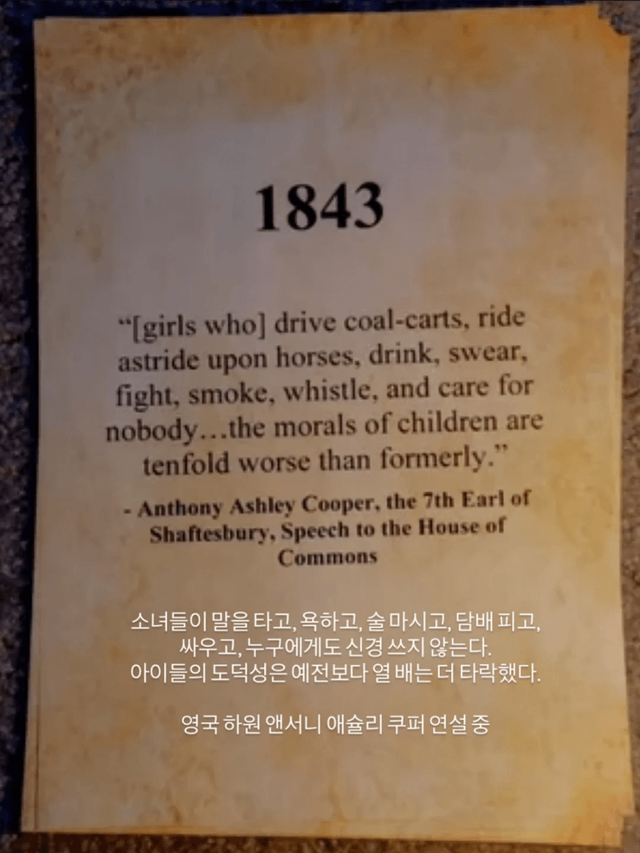 1843
“[girls who] drive coal-carts, ride
astride upon horses, drink, swear,
fight, smoke, whistle, and care for
nobody…the morals of children are
tenfold worse than formerly.”
- Anthony Ashley Cooper, the 7th Earl of
Shaftesbury, Speech to the House of
Commons
소녀들이 말을 타고, 욕하고, 술 마시고, 담배 피고,
싸우고, 누구에게도 신경 쓰지 않는다.
아이들의 도덕성은 예전보다 열 배는 더 타락했다.
영국 하원 앤서니 애슐리 쿠퍼 연설 중